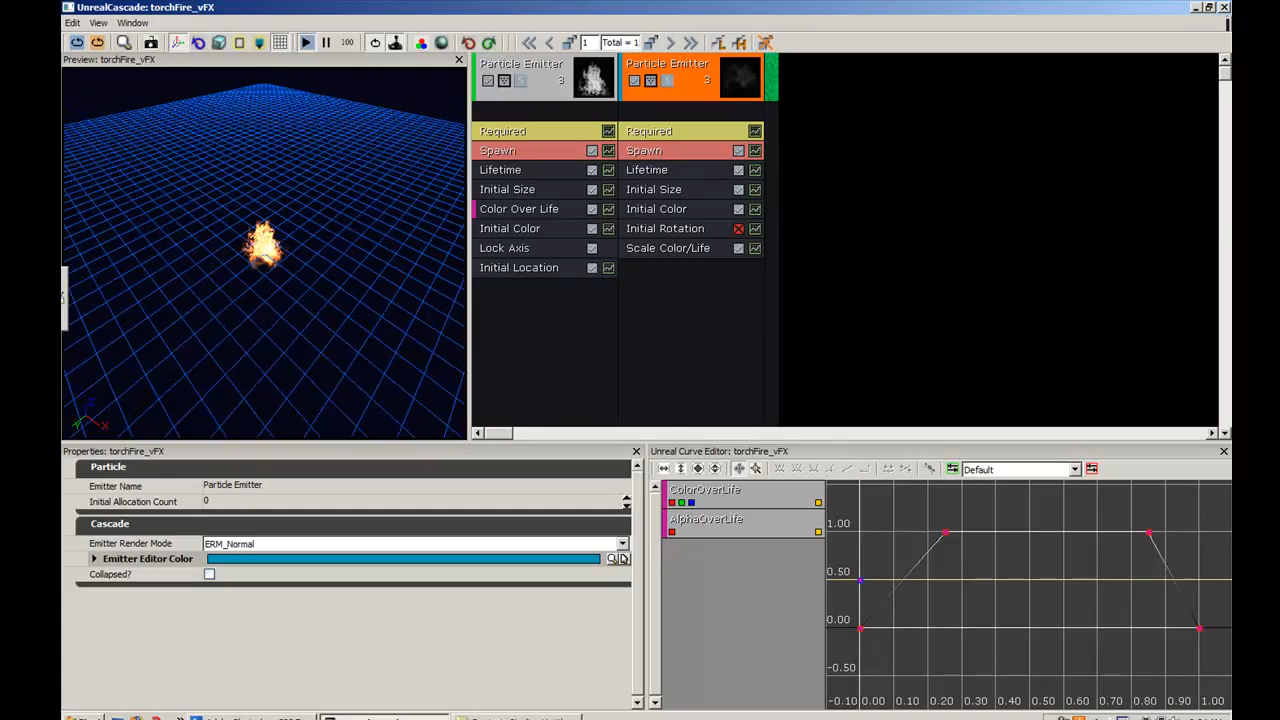 UnrealCascade: torchFire_vFX
Edit View Window
100
1 Total = 1
Preview: torchFire_vFX
Particle Emitter
3
Required
Spawn
Lifetime
Initial Size
Color Over Life
Initial Color
Lock Axis
Initial Location
Particle Emitter
3
Required
Spawn
Lifetime
Initial Size
Initial Color
Initial Rotation
Scale Color/Life
Z
Y
X
Properties: torchFire_vFX
Particle
Emitter Name Particle Emitter
Initial Allocation Count 0
Cascade
Emitter Render Mode ERM_Normal
Emitter Editor Color
Collapsed?
Unreal Curve Editor: torchFire_vFX
Default
ColorOverLife
AlphaOverLife
1.00
0.50
0.00
-0.50
-0.10 0.00 0.10 0.20 0.30 0.40 0.50 0.60 0.70 0.80 0.90 1.00